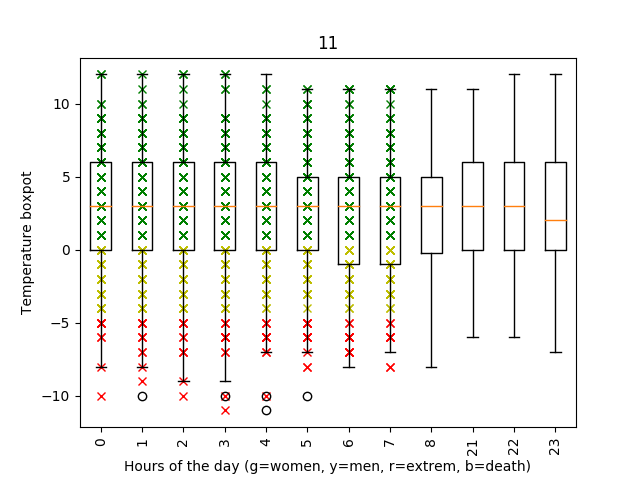 11
10
5
0
−5
−10
Temperature boxpot
0 1 2 3 4 5 6 7 8 21 22 23
Hours of the day (g=women, y=men, r=extrem, b=death)